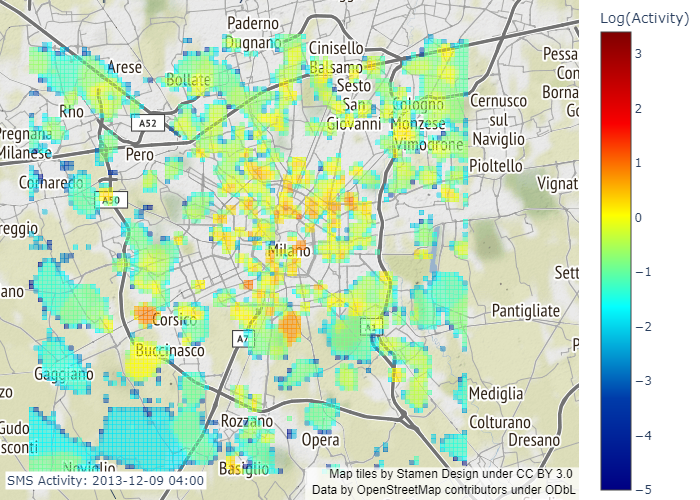 Log(Activity)
Paderno
Dugnano
Cinisello
Balsamo
Arese
Bollate
Sesto
San
Giovanni
Pessa
Con
Borna
Go
Rho
Cologno
Monzese
Cernusco
sul
Naviglio
A52
Pregnana
Milanese
Pero
Vimodrone
Pioltello
Cornaredo
A50
Vignat
reggio
Milano
Sett
ano
Corsico
Pantigliate
A7
A1
P
Buccinasco
Gaggiano
zo
Mediglia
Rozzano
Colturano
Gudo
sconti
Opera
Dresano
Noviglio
Basiglio
SMS Activity: 2013-12-09 04:00
Map tiles by Stamen Design under CC BY 3.0
Data by OpenStreetMap contributors under ODbL
3
2
1
0
−1
−2
−3
−4
−5